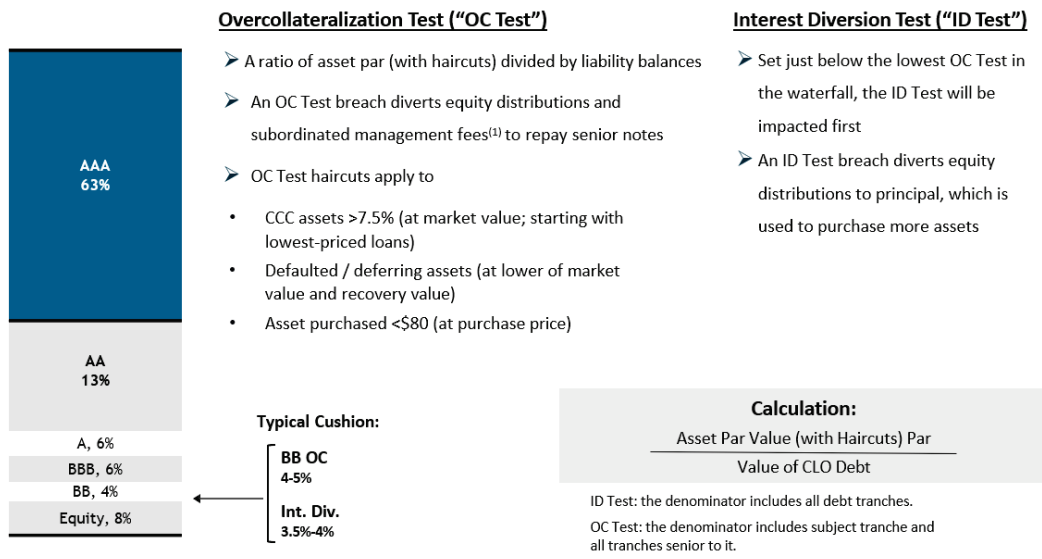 Overcollateralization Test (“OC Test”)
A ratio of asset par (with haircuts) divided by liability balances
An OC Test breach diverts equity distributions and
subordinated management fees(1) to repay senior notes
OC Test haircuts apply to
• CCC assets >7.5% (at market value; starting with
lowest-priced loans)
• Defaulted / deferring assets (at lower of market
value and recovery value)
• Asset purchased <$80 (at purchase price)
Interest Diversion Test (“ID Test”)
Set just below the lowest OC Test in
the waterfall, the ID Test will be
impacted first
An ID Test breach diverts equity
distributions to principal, which is
used to purchase more assets
AAA
63%
AA
13%
A, 6%
BBB, 6%
BB, 4%
Equity, 8%
Typical Cushion:
BB OC
4-5%
Int. Div.
3.5%-4%
Calculation:
Asset Par Value (with Haircuts) Par
Value of CLO Debt
ID Test: the denominator includes all debt tranches.
OC Test: the denominator includes subject tranche and
all tranches senior to it.